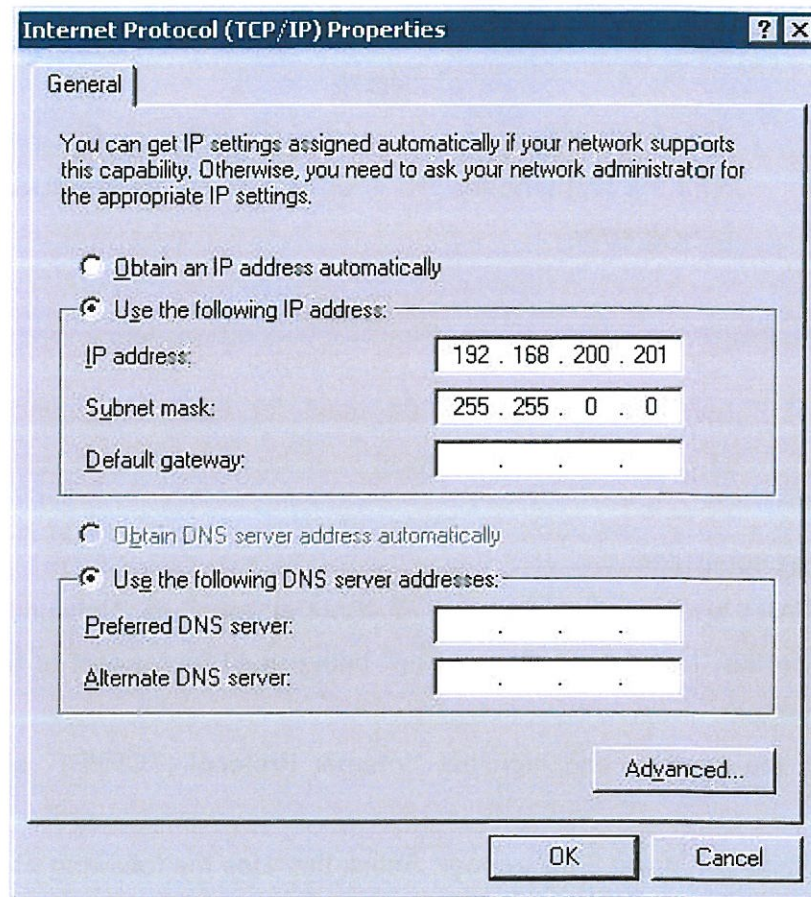 Internet Protocol (TCP/IP) Properties
General
You can get IP settings assigned automatically if your network supports
this capability. Otherwise, you need to ask your network administrator for
the appropriate IP settings.
Obtain an IP address automatically
Use the following IP address:
IP address: 192 . 168 . 200 . 201
Subnet mask: 255 . 255 . 0 . 0
Default gateway: . . .
Obtain DNS server address automatically
Use the following DNS server addresses:
Preferred DNS server: . . .
Alternate DNS server: . . .
Advanced...
OK Cancel